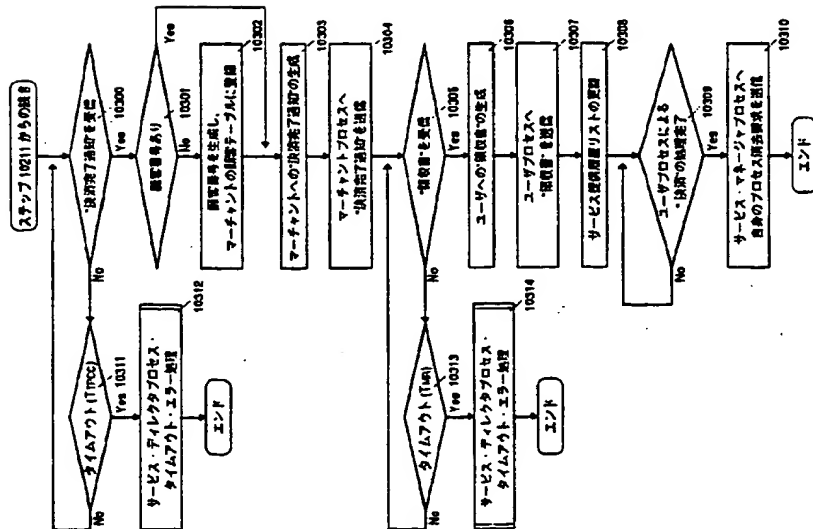 ステップ 10211 からの続き
"決済完了通知"を受信
10300
Yes
No
顧客番号あり
10301
Yes
No
顧客番号を生成し、
マーチャントの顧客テーブルに登録
10302
マーチャントへの"決済完了通知"の生成
10303
マーチャントプロセスへ
"決済完了通知"を送信
10304
"領収書"を受信
10305
Yes
No
ユーザへの"領収書"の生成
10306
ユーザプロセスへ
"領収書"を送信
10307
サービス提供履歴リストの更新
10308
ユーザプロセスによる
"決済"の処理完了
10309
Yes
No
サービス・マネージャプロセスへ
自身のプロセス消去要求を送信
10310
エンド
タイムアウト(TTPCC)
10311
Yes
No
サービス・ディレクタプロセス・
タイムアウト・エラー処理
10312
エンド
タイムアウト(TMR)
10313
Yes
No
サービス・ディレクタプロセス・
タイムアウト・エラー処理
10314
エンド